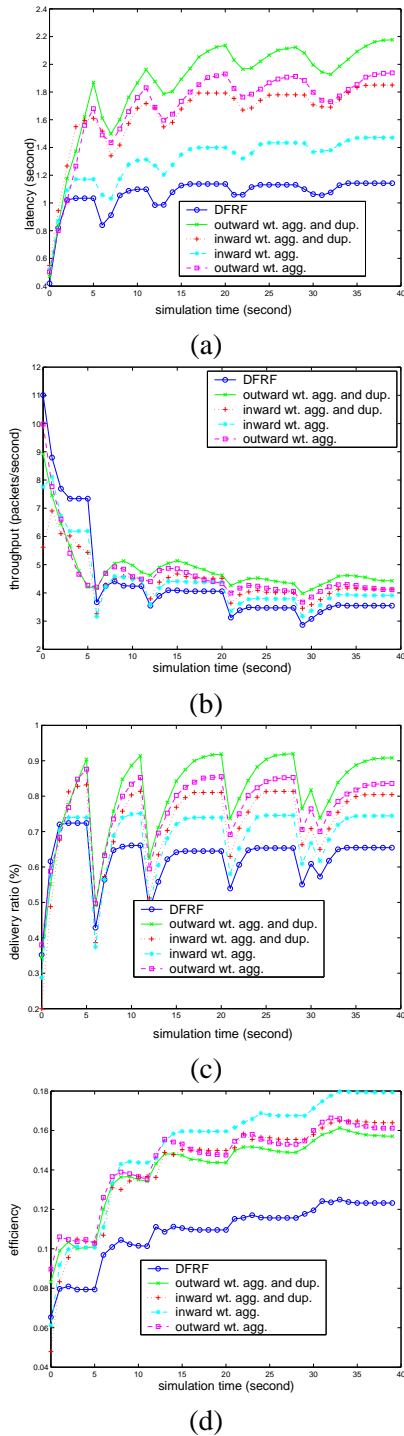 2.2
2
1.8
1.6
1.4
1.2
1
0.8
0.6
0.4
latency (second)
DFRF
outward wt. agg. and dup.
inward wt. agg. and dup.
inward wt. agg.
outward wt. agg.
0 5 10 15 20 25 30 35 40
simulation time (second)
(a)
12
11
10
9
8
7
6
5
4
3
2
throughput (packets/second)
DFRF
outward wt. agg. and dup.
inward wt. agg. and dup.
inward wt. agg.
outward wt. agg.
0 5 10 15 20 25 30 35 40
simulation time (second)
(b)
1
0.9
0.8
0.7
0.6
0.5
0.4
0.3
0.2
delivery ratio (%)
DFRF
outward wt. agg. and dup.
inward wt. agg. and dup.
inward wt. agg.
outward wt. agg.
0 5 10 15 20 25 30 35 40
simulation time (second)
(c)
0.18
0.16
0.14
0.12
0.1
0.08
0.06
0.04
efficiency
DFRF
outward wt. agg. and dup.
inward wt. agg. and dup.
inward wt. agg.
outward wt. agg.
0 5 10 15 20 25 30 35 40
simulation time (second)
(d)